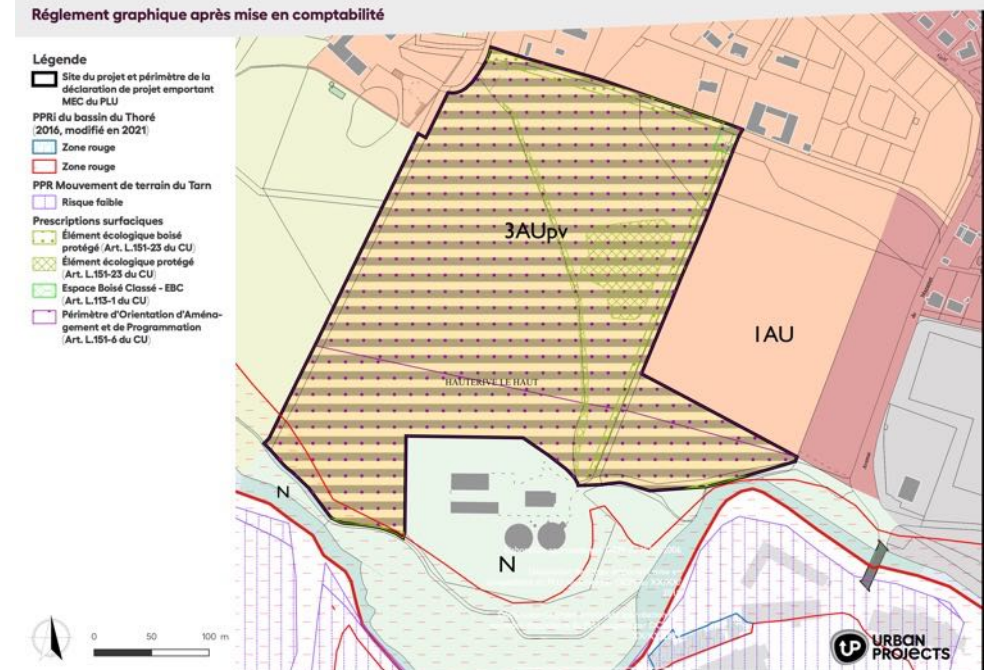 Réglement graphique après mise en comptabilité
Légende
Site du projet et périmètre de la
déclaration de projet emportant
MEC du PLU
PPRi du bassin du Thoré
(2016, modifié en 2021)
Zone rouge
Zone rouge
PPR Mouvement de terrain du Tarn
Risque faible
Prescriptions surfaciques
Élément écologique boisé
protégé (Art. L.151-23 du CU)
Élément écologique protégé
(Art. L.151-23 du CU)
Espace Boisé Classé - EBC
(Art. L.113-1 du CU)
Périmètre d'Orientation d'Aména-
gement et de Programmation
(Art. L.151-6 du CU)
3AUpv
1AU
HAUTERIVE LE HAUT
N
N
0 50 100 m
UP URBAN
PROJECTS